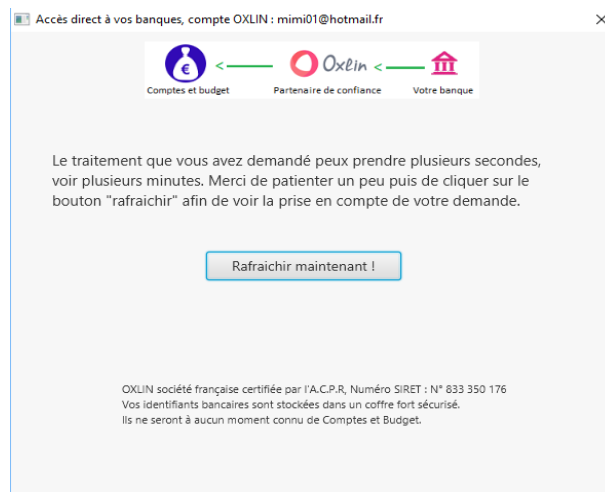 Accès direct à vos banques, compte OXLIN : mimi01@hotmail.fr
€
Oxlin
Comptes et budget Partenaire de confiance Votre banque
Le traitement que vous avez demandé peux prendre plusieurs secondes,
voir plusieurs minutes. Merci de patienter un peu puis de cliquer sur le
bouton "rafraichir" afin de voir la prise en compte de votre demande.
Rafraichir maintenant !
OXLIN société française certifiée par l'A.C.P.R, Numéro SIRET : N° 833 350 176
Vos identifiants bancaires sont stockées dans un coffre fort sécurisé.
Ils ne seront à aucun moment connu de Comptes et Budget.